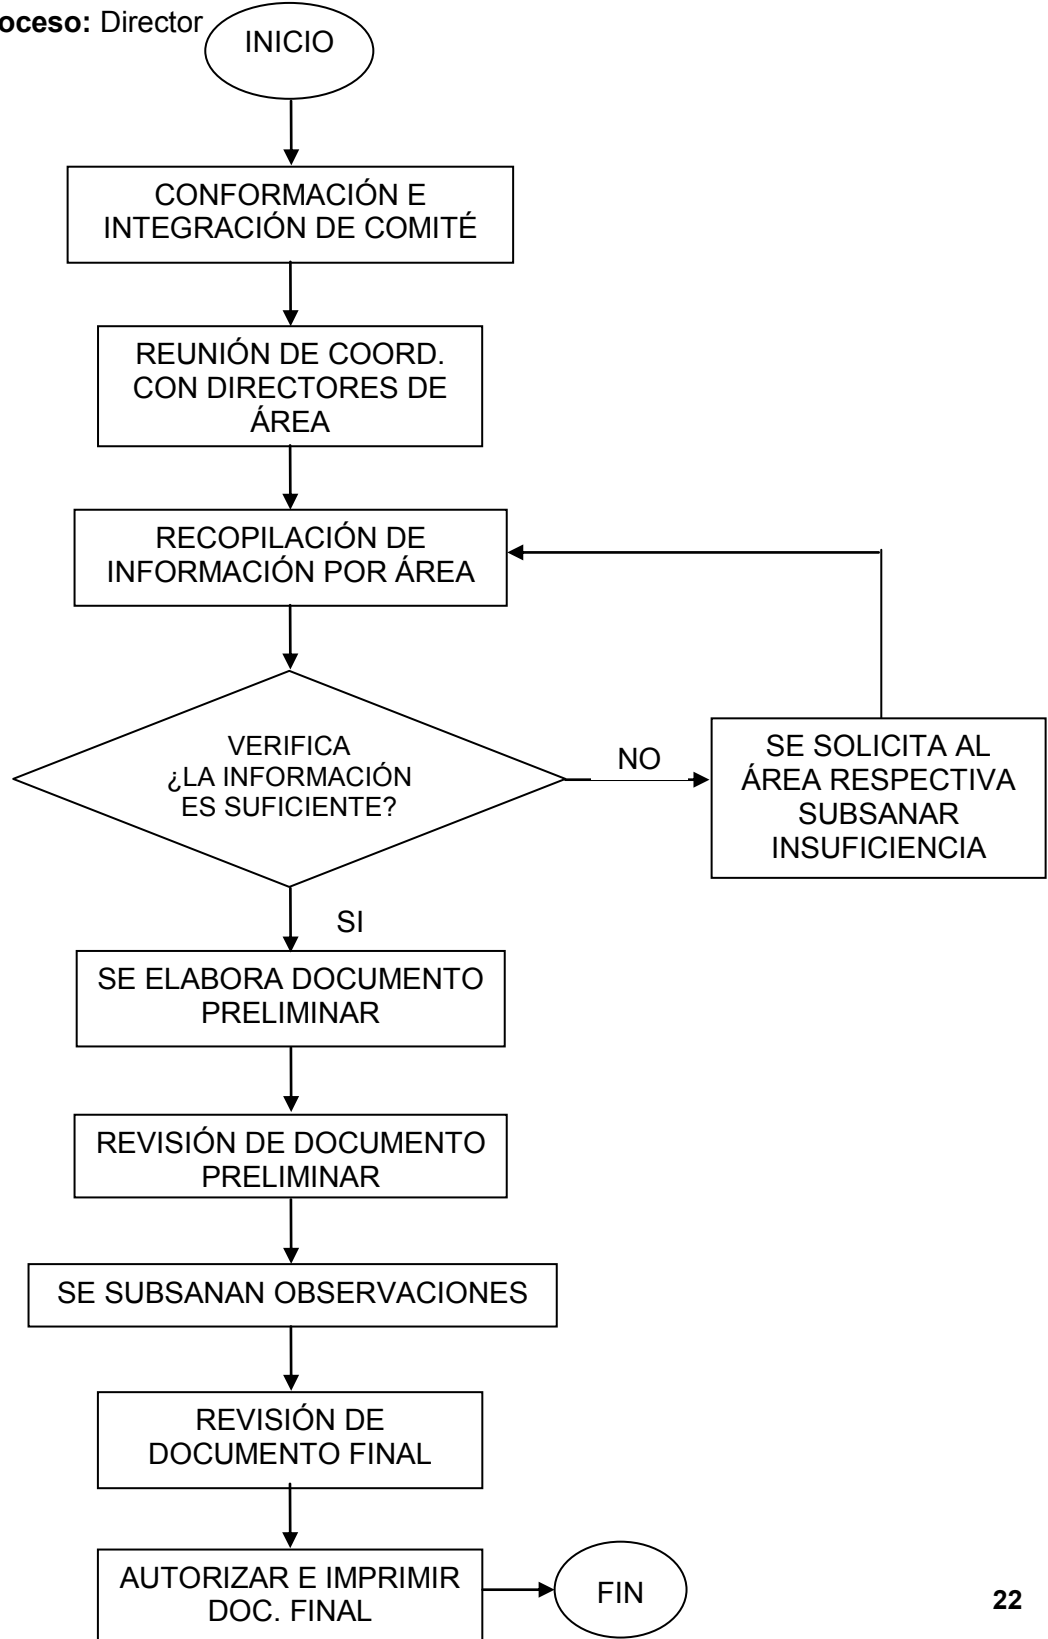 oceso: Director
INICIO
CONFORMACIÓN E
INTEGRACIÓN DE COMITÉ
REUNIÓN DE COORD.
CON DIRECTORES DE
ÁREA
RECOPILACIÓN DE
INFORMACIÓN POR ÁREA
VERIFICA
¿LA INFORMACIÓN
ES SUFICIENTE?
NO
SE SOLICITA AL
ÁREA RESPECTIVA
SUBSANAR
INSUFICIENCIA
SI
SE ELABORA DOCUMENTO
PRELIMINAR
REVISIÓN DE DOCUMENTO
PRELIMINAR
SE SUBSANAN OBSERVACIONES
REVISIÓN DE
DOCUMENTO FINAL
AUTORIZAR E IMPRIMIR
DOC. FINAL
FIN
22